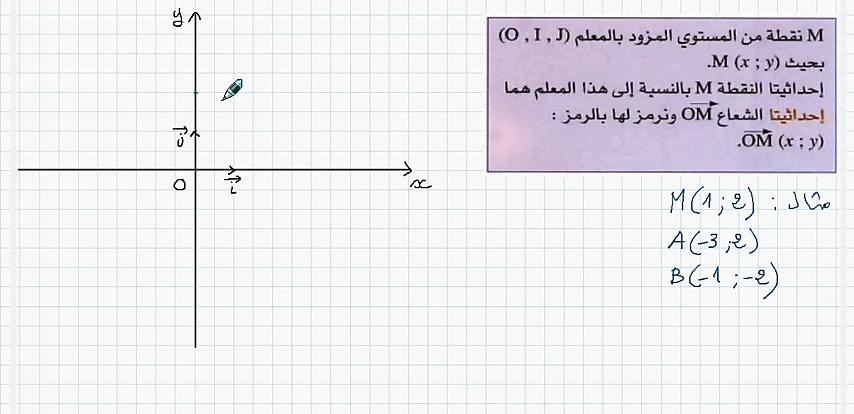 M نقطة من المستوي المزود بالمعلم (O , I , J)
بحيث M (x ; y).
إحداثيتا النقطة M بالنسبة إلى هذا المعلم هما
إحداثيتا الشعاع OM⃗ ونرمز لها بالرمز :
OM⃗ (x ; y).
مثال : M(1 ; 2)
A(-3 ; 2)
B(-1 ; -2)
y
j⃗
O
i⃗
x